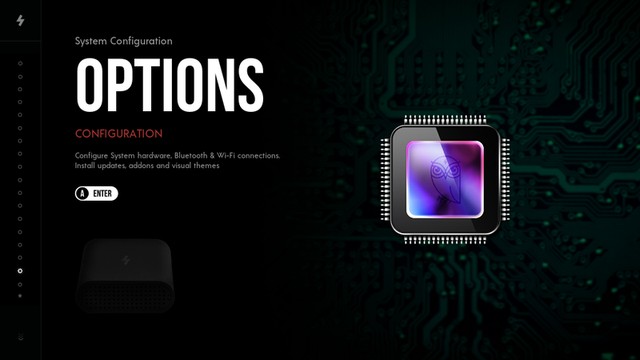 System Configuration
OPTIONS
CONFIGURATION
Configure System hardware, Bluetooth & Wi-Fi connections.
Install updates, addons and visual themes
A ENTER